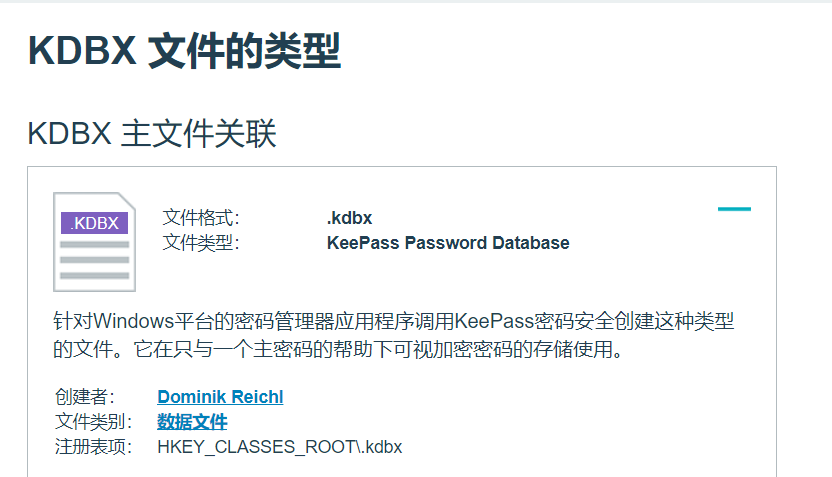 KDBX 文件的类型
KDBX 主文件关联
.KDBX
文件格式： .kdbx
文件类型： KeePass Password Database
针对Windows平台的密码管理器应用程序调用KeePass密码安全创建这种类型
的文件。它在只与一个主密码的帮助下可视加密密码的存储使用。
创建者： Dominik Reichl
文件类别： 数据文件
注册表项： HKEY_CLASSES_ROOT\.kdbx